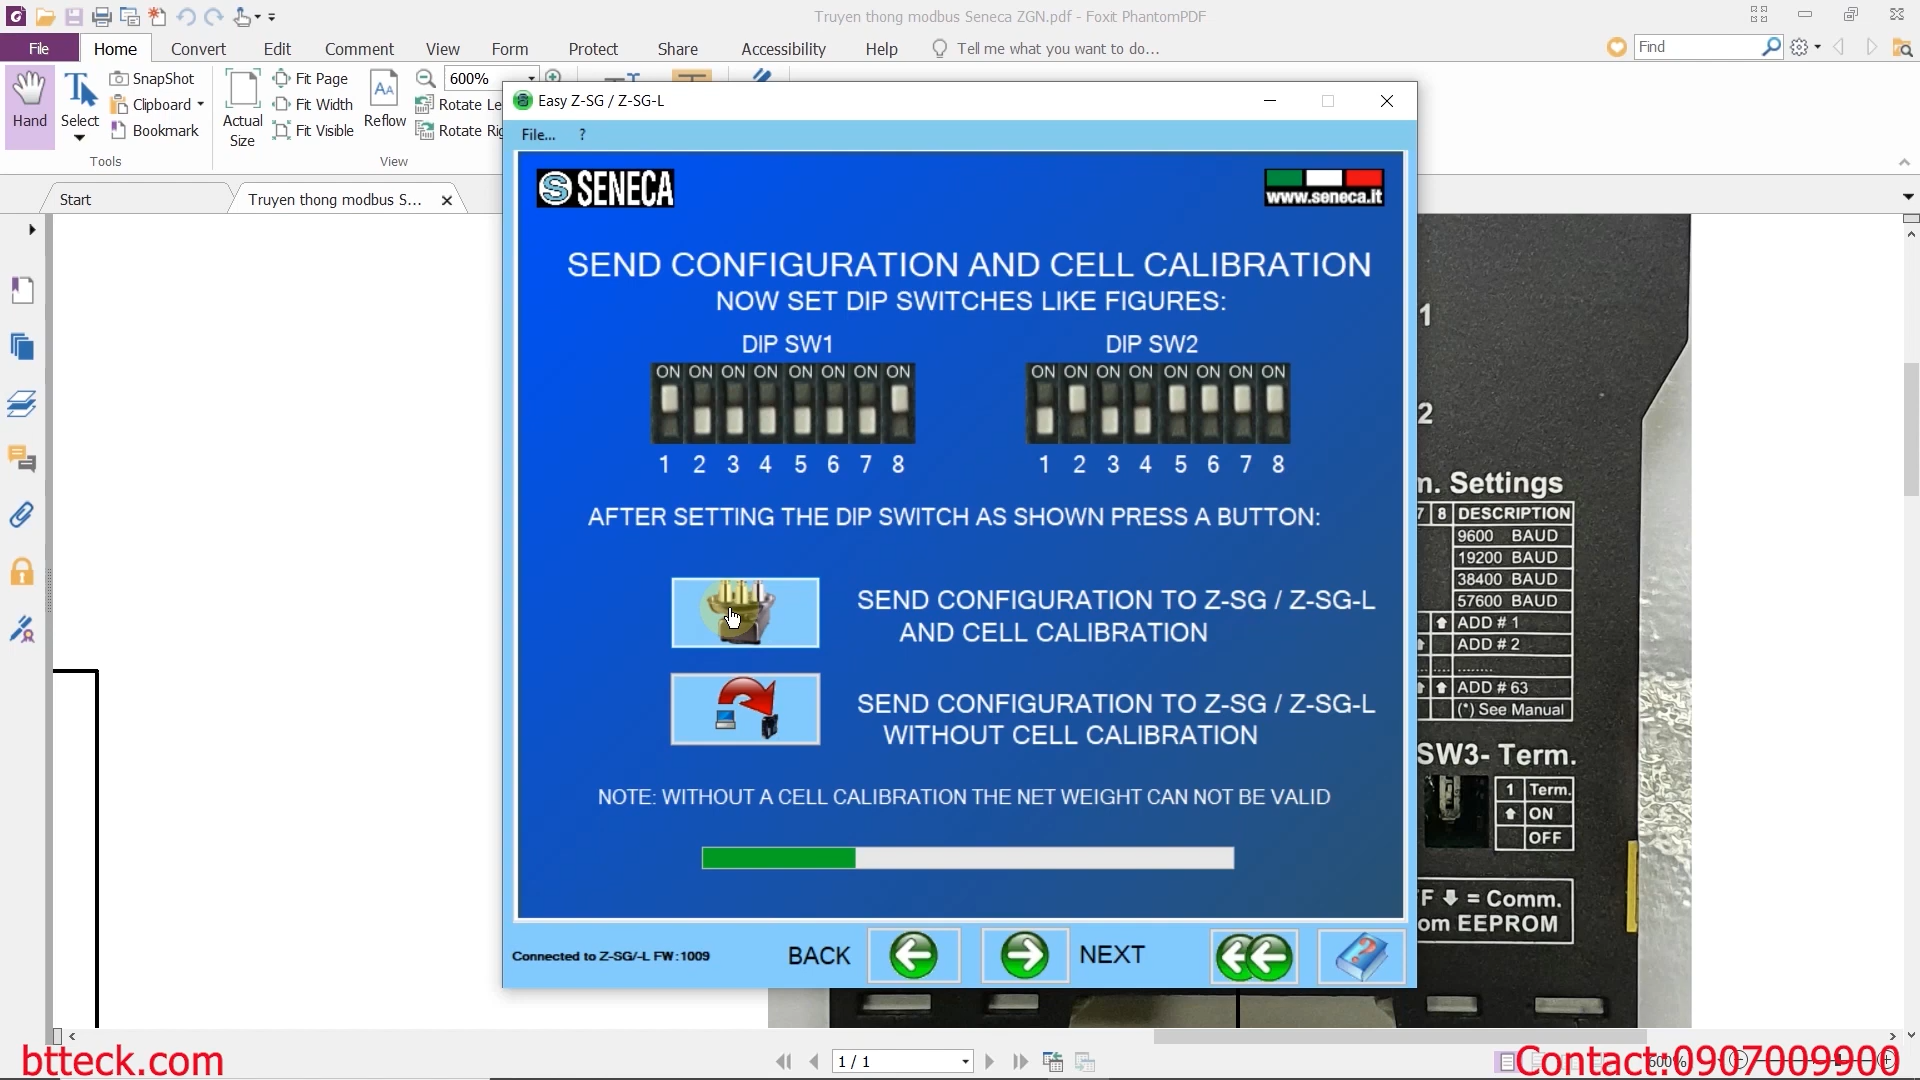 Truyen thong modbus Seneca ZGN.pdf - Foxit PhantomPDF
File Home Convert Edit Comment View Form Protect Share Accessibility Help Tell me what you want to do... Find
Hand Select SnapShot Clipboard Bookmark
Tools
Actual Size Fit Page Fit Width Fit Visible Reflow 600% Rotate Le Rotate Rig
View
Start Truyen thong modbus S...
Easy Z-SG / Z-SG-L
File... ?
SENECA
www.seneca.it
SEND CONFIGURATION AND CELL CALIBRATION
NOW SET DIP SWITCHES LIKE FIGURES:
DIP SW1 DIP SW2
ON ON ON ON ON ON ON ON ON ON ON ON ON ON ON ON
1 2 3 4 5 6 7 8 1 2 3 4 5 6 7 8
AFTER SETTING THE DIP SWITCH AS SHOWN PRESS A BUTTON:
SEND CONFIGURATION TO Z-SG / Z-SG-L
AND CELL CALIBRATION
SEND CONFIGURATION TO Z-SG / Z-SG-L
WITHOUT CELL CALIBRATION
NOTE: WITHOUT A CELL CALIBRATION THE NET WEIGHT CAN NOT BE VALID
Connected to Z-SG/-L FW:1009 BACK NEXT
1
2
m. Settings
7 8 DESCRIPTION
9600 BAUD
19200 BAUD
38400 BAUD
57600 BAUD
ADD # 1
ADD # 2
........
ADD # 63
(*) See Manual
SW3- Term.
1 Term.
ON
OFF
F = Comm.
om EEPROM
1 / 1
btteck.com
Contact:0907009900